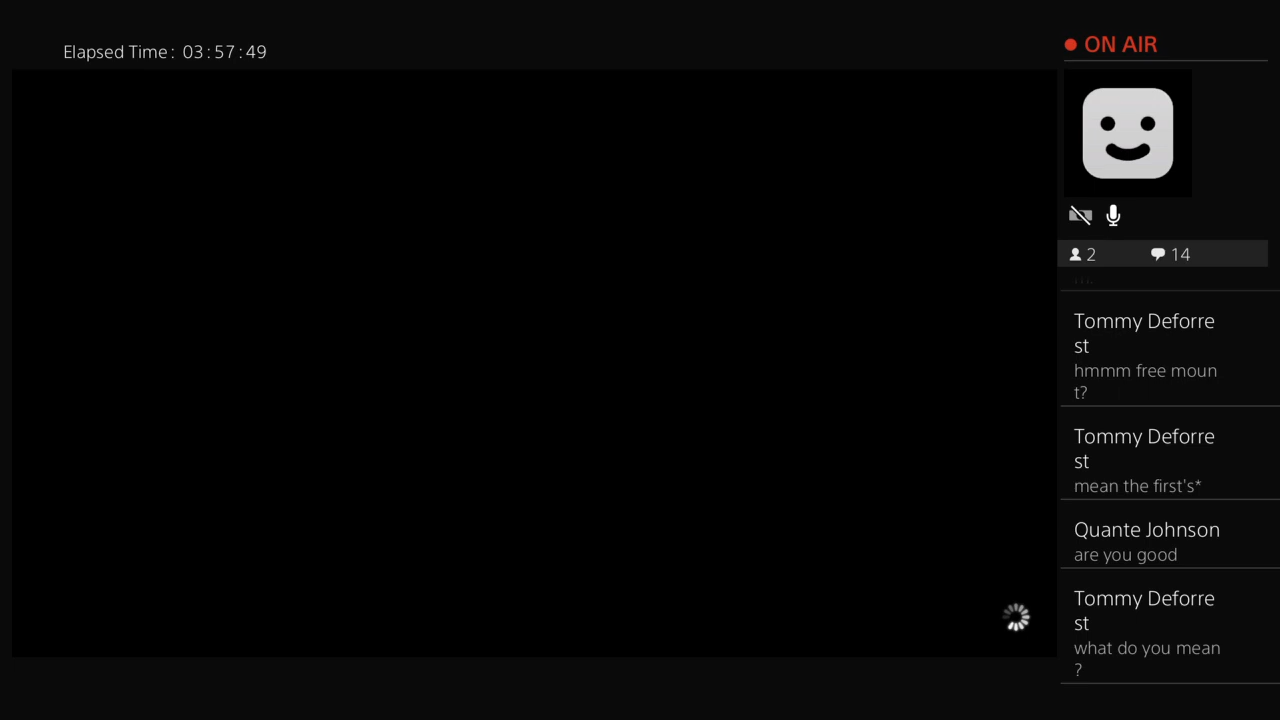 Elapsed Time: 03:57:49
ON AIR
2
14
Tommy Deforre
st
hmmm free moun
t?
Tommy Deforre
st
mean the first's*
Quante Johnson
are you good
Tommy Deforre
st
what do you mean
?